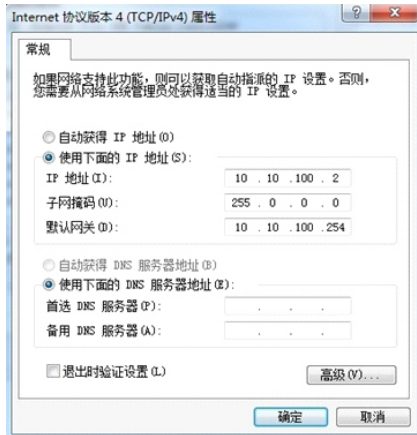 Internet 协议版本 4 (TCP/IPv4) 属性
常规
如果网络支持此功能，则可以获取自动指派的 IP 设置。否则，
您需要从网络系统管理员处获得适当的 IP 设置。
自动获得 IP 地址(O)
使用下面的 IP 地址(S):
IP 地址(I): 10 . 10 .100 . 2
子网掩码(U): 255 . 0 . 0 . 0
默认网关(D): 10 . 10 .100 .254
自动获得 DNS 服务器地址(B)
使用下面的 DNS 服务器地址(E):
首选 DNS 服务器(P): . . .
备用 DNS 服务器(A): . . .
退出时验证设置(L)
高级(V)...
确定 取消